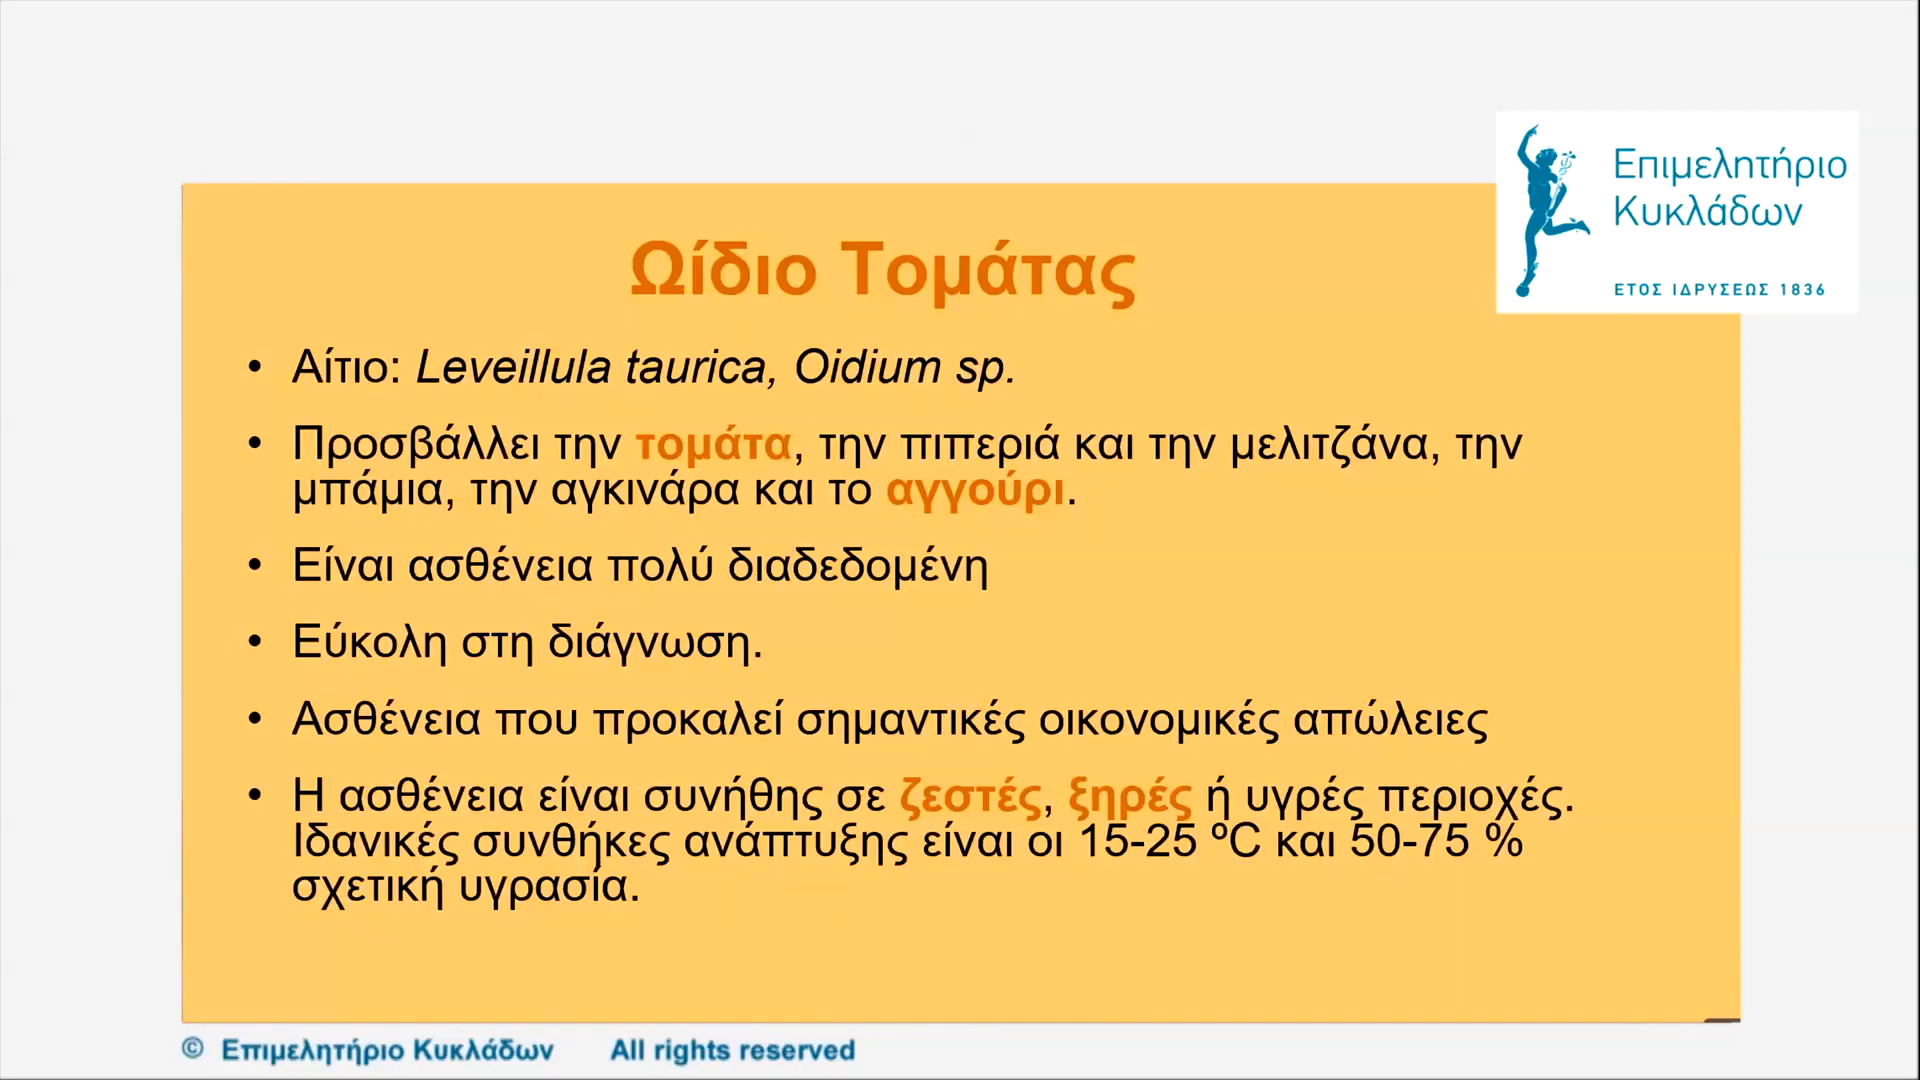 Επιμελητήριο
Κυκλάδων
ΕΤΟΣ ΙΔΡΥΣΕΩΣ 1836
Ωίδιο Τομάτας
• Αίτιο: Leveillula taurica, Oidium sp.
• Προσβάλλει την τομάτα, την πιπεριά και την μελιτζάνα, την
μπάμια, την αγκινάρα και το αγγούρι.
• Είναι ασθένεια πολύ διαδεδομένη
• Εύκολη στη διάγνωση.
• Ασθένεια που προκαλεί σημαντικές οικονομικές απώλειες
• Η ασθένεια είναι συνήθης σε ζεστές, ξηρές ή υγρές περιοχές.
Ιδανικές συνθήκες ανάπτυξης είναι οι 15-25 ºC και 50-75 %
σχετική υγρασία.
© Επιμελητήριο Κυκλάδων All rights reserved